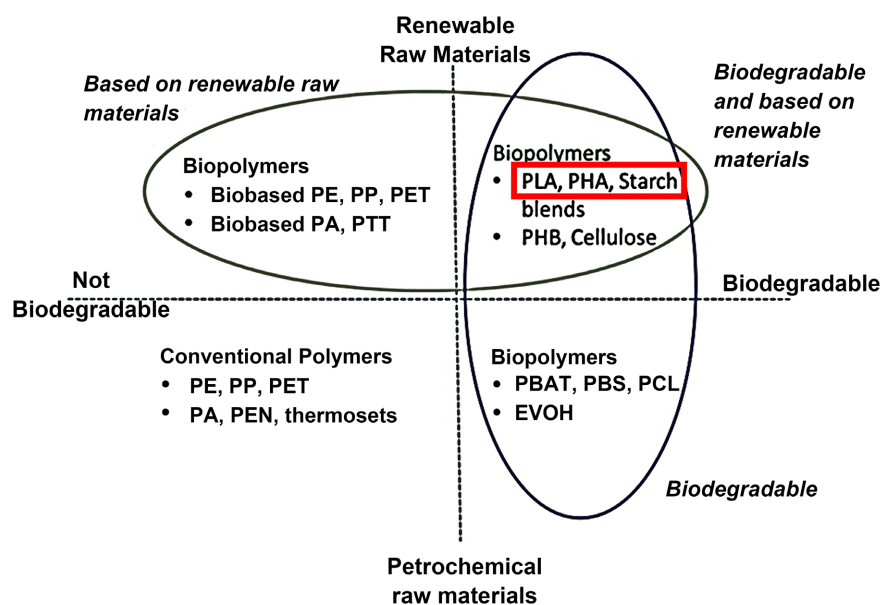 Renewable
Raw Materials
Based on renewable raw
materials
Biodegradable
and based on
renewable
materials
Biopolymers
• Biobased PE, PP, PET
• Biobased PA, PTT
Biopolymers
• PLA, PHA, Starch
blends
• PHB, Cellulose
Not
Biodegradable
Biodegradable
Conventional Polymers
• PE, PP, PET
• PA, PEN, thermosets
Biopolymers
• PBAT, PBS, PCL
• EVOH
Biodegradable
Petrochemical
raw materials